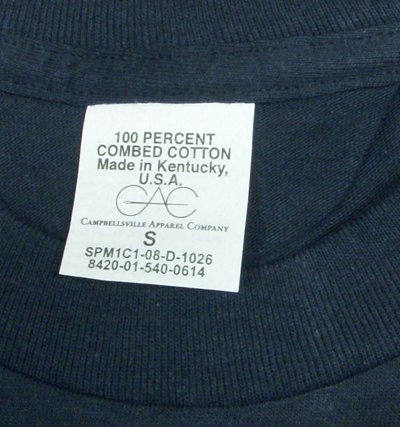 100 PERCENT
COMBED COTTON
Made in Kentucky,
U.S.A.
CAC
CAMPBELLSVILLE APPAREL COMPANY
S
SPM1C1-08-D-1026
8420-01-540-0614